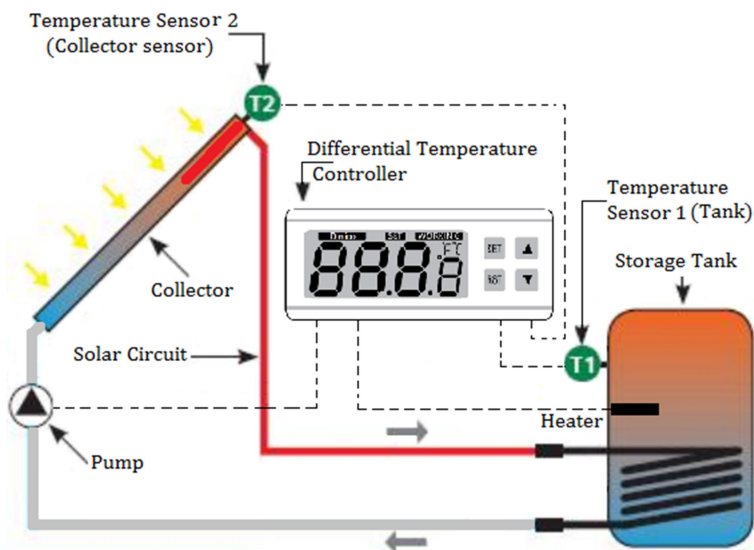 Temperature Sensor 2
(Collector sensor)
T2
Differential Temperature
Controller
Temperature
Sensor 1 (Tank)
SET
WORKING
°F℃
888.8
SET
RST
Storage Tank
Collector
Solar Circuit
T1
Heater
Pump